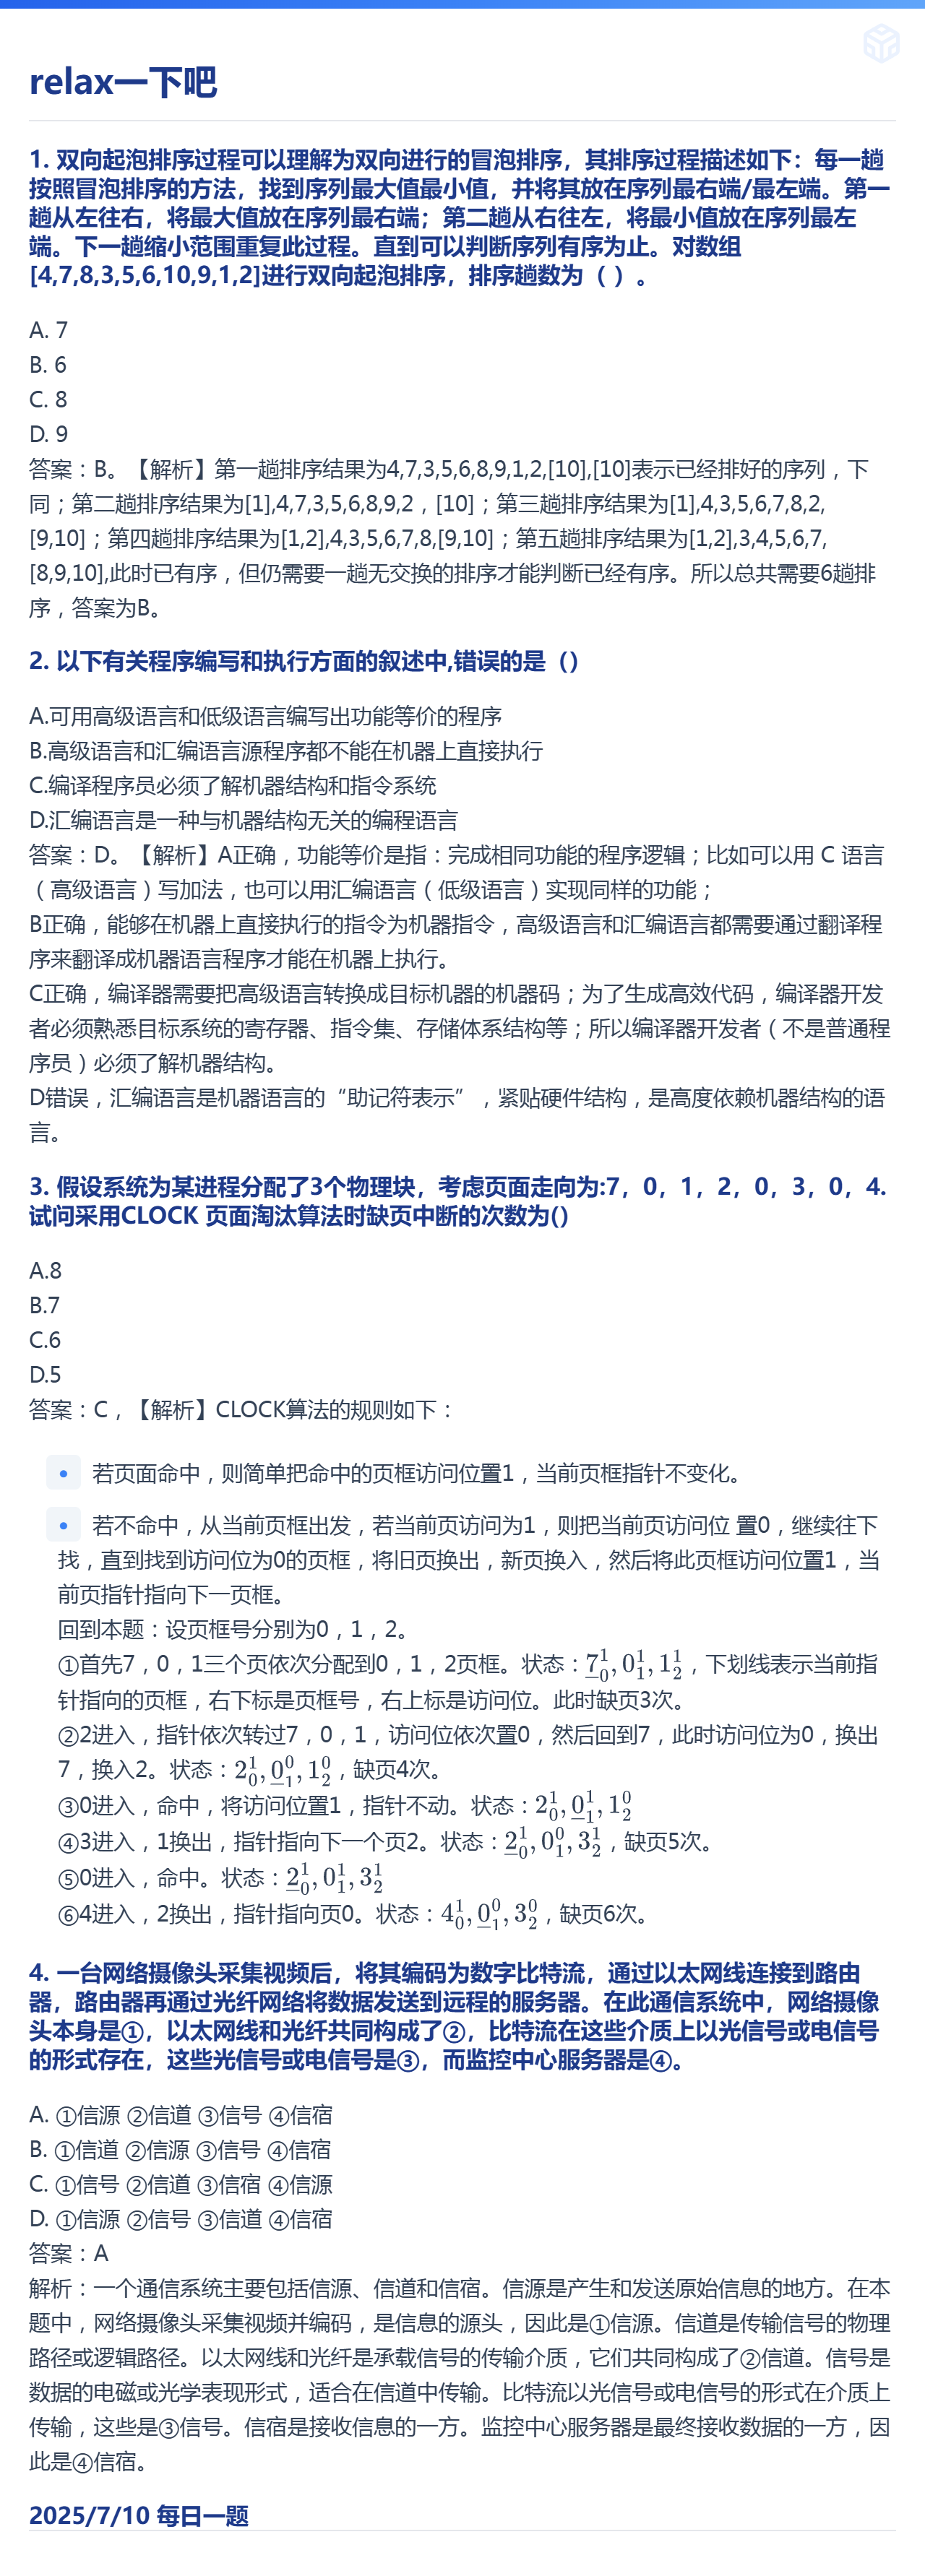 relax一下吧
1. 双向起泡排序过程可以理解为双向进行的冒泡排序，其排序过程描述如下：每一趟
按照冒泡排序的方法，找到序列最大值最小值，并将其放在序列最右端/最左端。第一
趟从左往右，将最大值放在序列最右端；第二趟从右往左，将最小值放在序列最左
端。下一趟缩小范围重复此过程。直到可以判断序列有序为止。对数组
[4,7,8,3,5,6,10,9,1,2]进行双向起泡排序，排序趟数为（ ）。
A. 7
B. 6
C. 8
D. 9
答案：B。【解析】第一趟排序结果为4,7,3,5,6,8,9,1,2,[10],[10]表示已经排好的序列，下
同；第二趟排序结果为[1],4,7,3,5,6,8,9,2，[10]；第三趟排序结果为[1],4,3,5,6,7,8,2,
[9,10]；第四趟排序结果为[1,2],4,3,5,6,7,8,[9,10]；第五趟排序结果为[1,2],3,4,5,6,7,
[8,9,10],此时已有序，但仍需要一趟无交换的排序才能判断已经有序。所以总共需要6趟排
序，答案为B。
2. 以下有关程序编写和执行方面的叙述中,错误的是（）
A.可用高级语言和低级语言编写出功能等价的程序
B.高级语言和汇编语言源程序都不能在机器上直接执行
C.编译程序员必须了解机器结构和指令系统
D.汇编语言是一种与机器结构无关的编程语言
答案：D。【解析】A正确，功能等价是指：完成相同功能的程序逻辑；比如可以用 C 语言
（高级语言）写加法，也可以用汇编语言（低级语言）实现同样的功能；
B正确，能够在机器上直接执行的指令为机器指令，高级语言和汇编语言都需要通过翻译程
序来翻译成机器语言程序才能在机器上执行。
C正确，编译器需要把高级语言转换成目标机器的机器码；为了生成高效代码，编译器开发
者必须熟悉目标系统的寄存器、指令集、存储体系结构等；所以编译器开发者（不是普通程
序员）必须了解机器结构。
D错误，汇编语言是机器语言的“助记符表示”，紧贴硬件结构，是高度依赖机器结构的语
言。
3. 假设系统为某进程分配了3个物理块，考虑页面走向为:7，0，1，2，0，3，0，4.
试问采用CLOCK 页面淘汰算法时缺页中断的次数为()
A.8
B.7
C.6
D.5
答案：C，【解析】CLOCK算法的规则如下：
• 若页面命中，则简单把命中的页框访问位置1，当前页框指针不变化。
• 若不命中，从当前页框出发，若当前页访问为1，则把当前页访问位 置0，继续往下
找，直到找到访问位为0的页框，将旧页换出，新页换入，然后将此页框访问位置1，当
前页指针指向下一页框。
回到本题：设页框号分别为0，1，2。
①首先7，0，1三个页依次分配到0，1，2页框。状态：$\underline{7}_0^1, 0_1^1, 1_2^1$，下划线表示当前指
针指向的页框，右下标是页框号，右上标是访问位。此时缺页3次。
②2进入，指针依次转过7，0，1，访问位依次置0，然后回到7，此时访问位为0，换出
7，换入2。状态：$2_0^1, \underline{0}_1^0, 1_2^0$，缺页4次。
③0进入，命中，将访问位置1，指针不动。状态：$2_0^1, \underline{0}_1^1, 1_2^0$
④3进入，1换出，指针指向下一个页2。状态：$\underline{2}_0^1, 0_1^0, 3_2^1$，缺页5次。
⑤0进入，命中。状态：$\underline{2}_0^1, 0_1^1, 3_2^1$
⑥4进入，2换出，指针指向页0。状态：$4_0^1, \underline{0}_1^0, 3_2^0$，缺页6次。
4. 一台网络摄像头采集视频后，将其编码为数字比特流，通过以太网线连接到路由
器，路由器再通过光纤网络将数据发送到远程的服务器。在此通信系统中，网络摄像
头本身是①，以太网线和光纤共同构成了②，比特流在这些介质上以光信号或电信号
的形式存在，这些光信号或电信号是③，而监控中心服务器是④。
A. ①信源 ②信道 ③信号 ④信宿
B. ①信道 ②信源 ③信号 ④信宿
C. ①信号 ②信道 ③信宿 ④信源
D. ①信源 ②信号 ③信道 ④信宿
答案：A
解析：一个通信系统主要包括信源、信道和信宿。信源是产生和发送原始信息的地方。在本
题中，网络摄像头采集视频并编码，是信息的源头，因此是①信源。信道是传输信号的物理
路径或逻辑路径。以太网线和光纤是承载信号的传输介质，它们共同构成了②信道。信号是
数据的电磁或光学表现形式，适合在信道中传输。比特流以光信号或电信号的形式在介质上
传输，这些是③信号。信宿是接收信息的一方。监控中心服务器是最终接收数据的一方，因
此是④信宿。
2025/7/10 每日一题